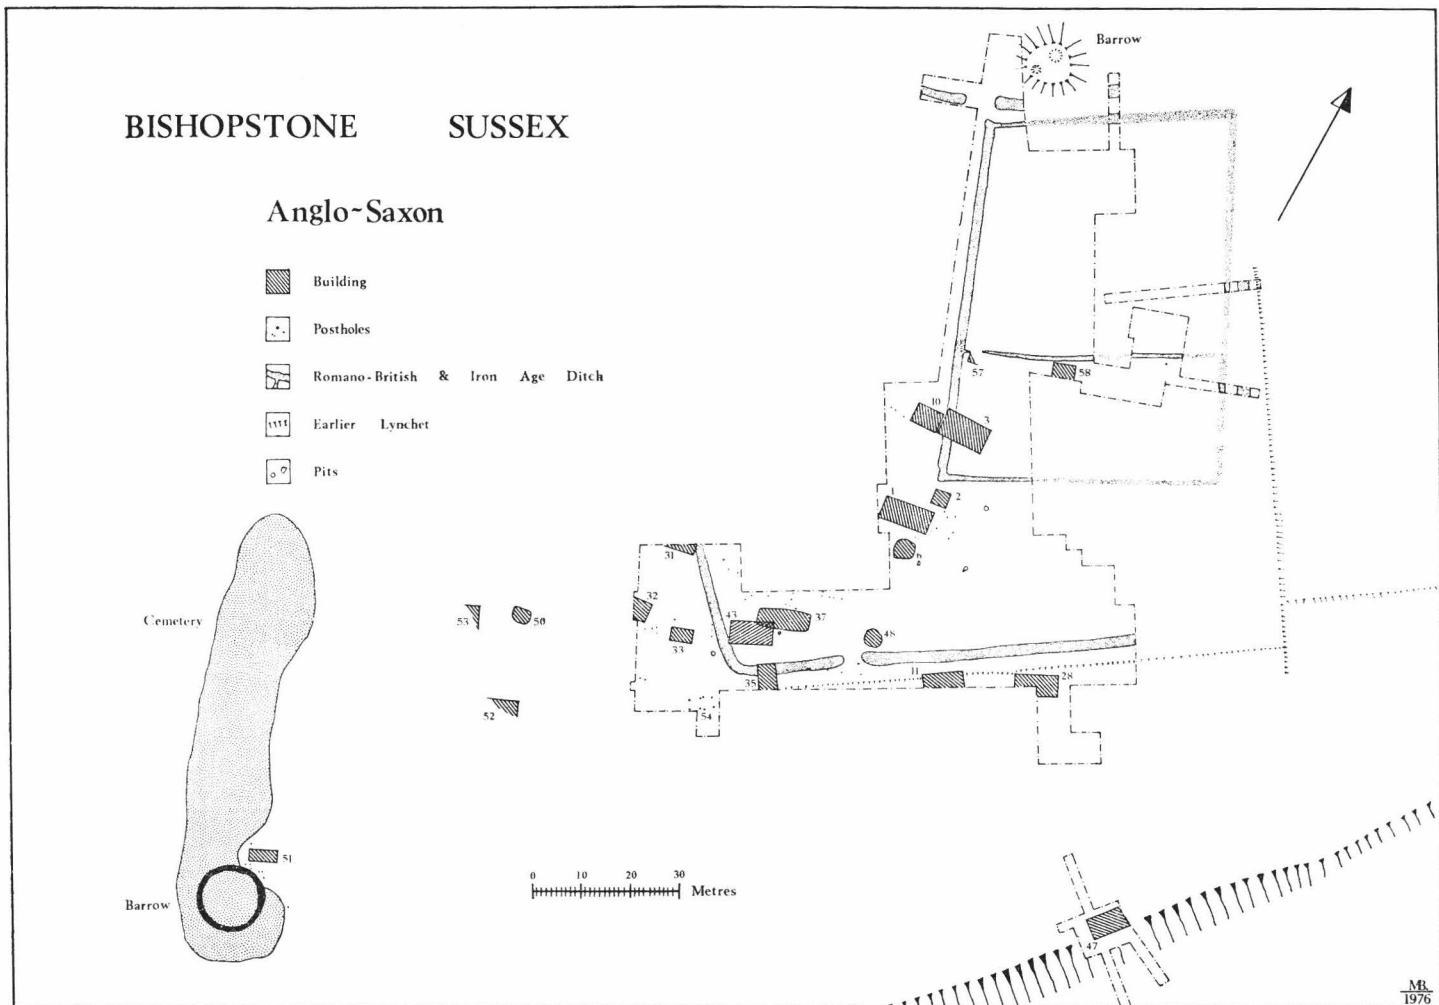 BISHOPSTONE SUSSEX
Anglo-Saxon
Building
Postholes
Romano-British & Iron Age Ditch
Earlier Lynchet
Pits
Barrow
57
58
10
3
2
6
31
32
33
43
37
48
35
11
28
54
53
50
52
Cemetery
51
Barrow
0 10 20 30 Metres
47
MB
1976